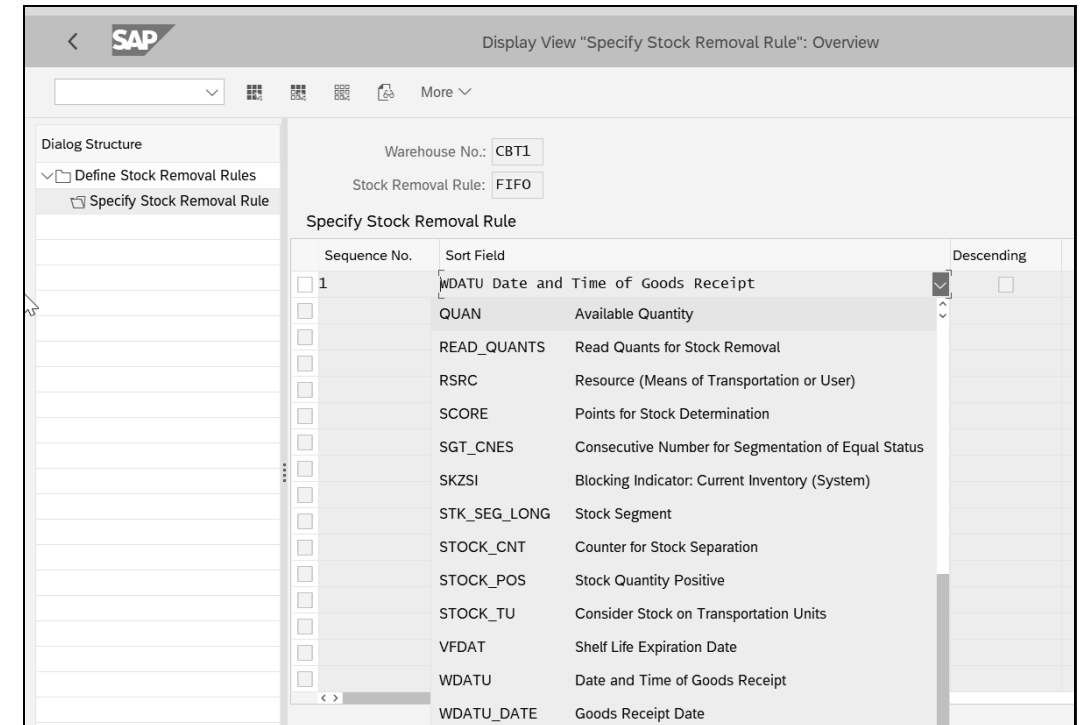 SAP
Display View "Specify Stock Removal Rule": Overview
More
Dialog Structure
Define Stock Removal Rules
Specify Stock Removal Rule
Warehouse No.: CBT1
Stock Removal Rule: FIFO
Specify Stock Removal Rule
Sequence No. Sort Field Descending
1 WDATU Date and Time of Goods Receipt
QUAN Available Quantity
READ_QUANTS Read Quants for Stock Removal
RSRC Resource (Means of Transportation or User)
SCORE Points for Stock Determination
SGT_CNES Consecutive Number for Segmentation of Equal Status
SKZSI Blocking Indicator: Current Inventory (System)
STK_SEG_LONG Stock Segment
STOCK_CNT Counter for Stock Separation
STOCK_POS Stock Quantity Positive
STOCK_TU Consider Stock on Transportation Units
VFDAT Shelf Life Expiration Date
WDATU Date and Time of Goods Receipt
WDATU_DATE Goods Receipt Date